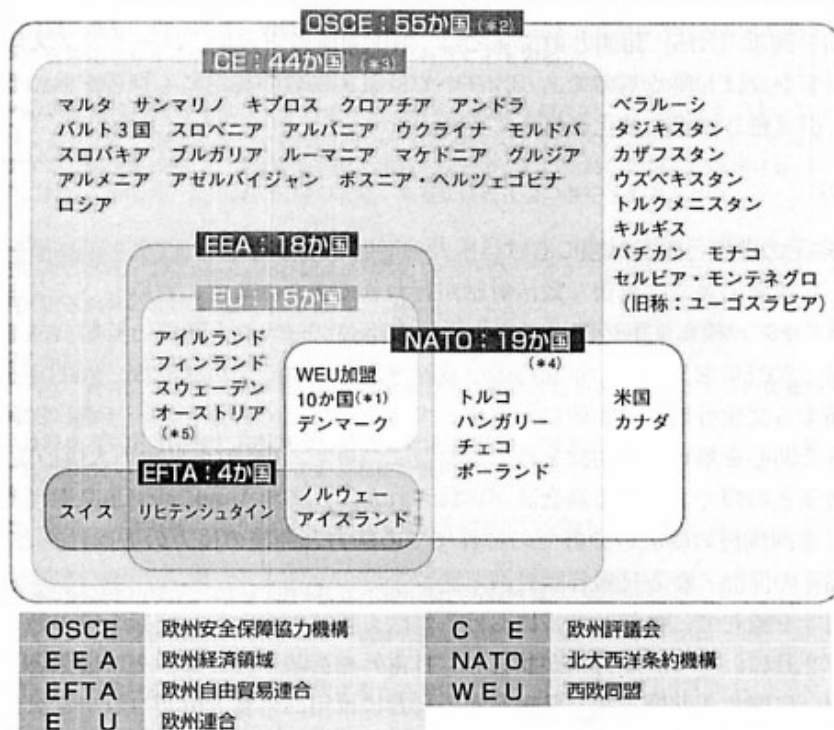 OSCE：55か国（*2）
CE：44か国（*3）
マルタ　サンマリノ　キプロス　クロアチア　アンドラ
バルト３国　スロベニア　アルバニア　ウクライナ　モルドバ
スロバキア　ブルガリア　ルーマニア　マケドニア　グルジア
アルメニア　アゼルバイジャン　ボスニア・ヘルツェゴビナ
ロシア
ベラルーシ
タジキスタン
カザフスタン
ウズベキスタン
トルクメニスタン
キルギス
バチカン　モナコ
セルビア・モンテネグロ
（旧称：ユーゴスラビア）
EEA：18か国
EU：15か国
アイルランド
フィンランド
スウェーデン
オーストリア
（*5）
NATO：19か国
（*4）
WEU加盟
10か国（*1）
デンマーク
トルコ
ハンガリー
チェコ
ポーランド
米国
カナダ
EFTA：4か国
スイス　リヒテンシュタイン
ノルウェー
アイスランド
OSCE　欧州安全保障協力機構
EEA　欧州経済領域
EFTA　欧州自由貿易連合
EU　欧州連合
CE　欧州評議会
NATO　北大西洋条約機構
WEU　西欧同盟